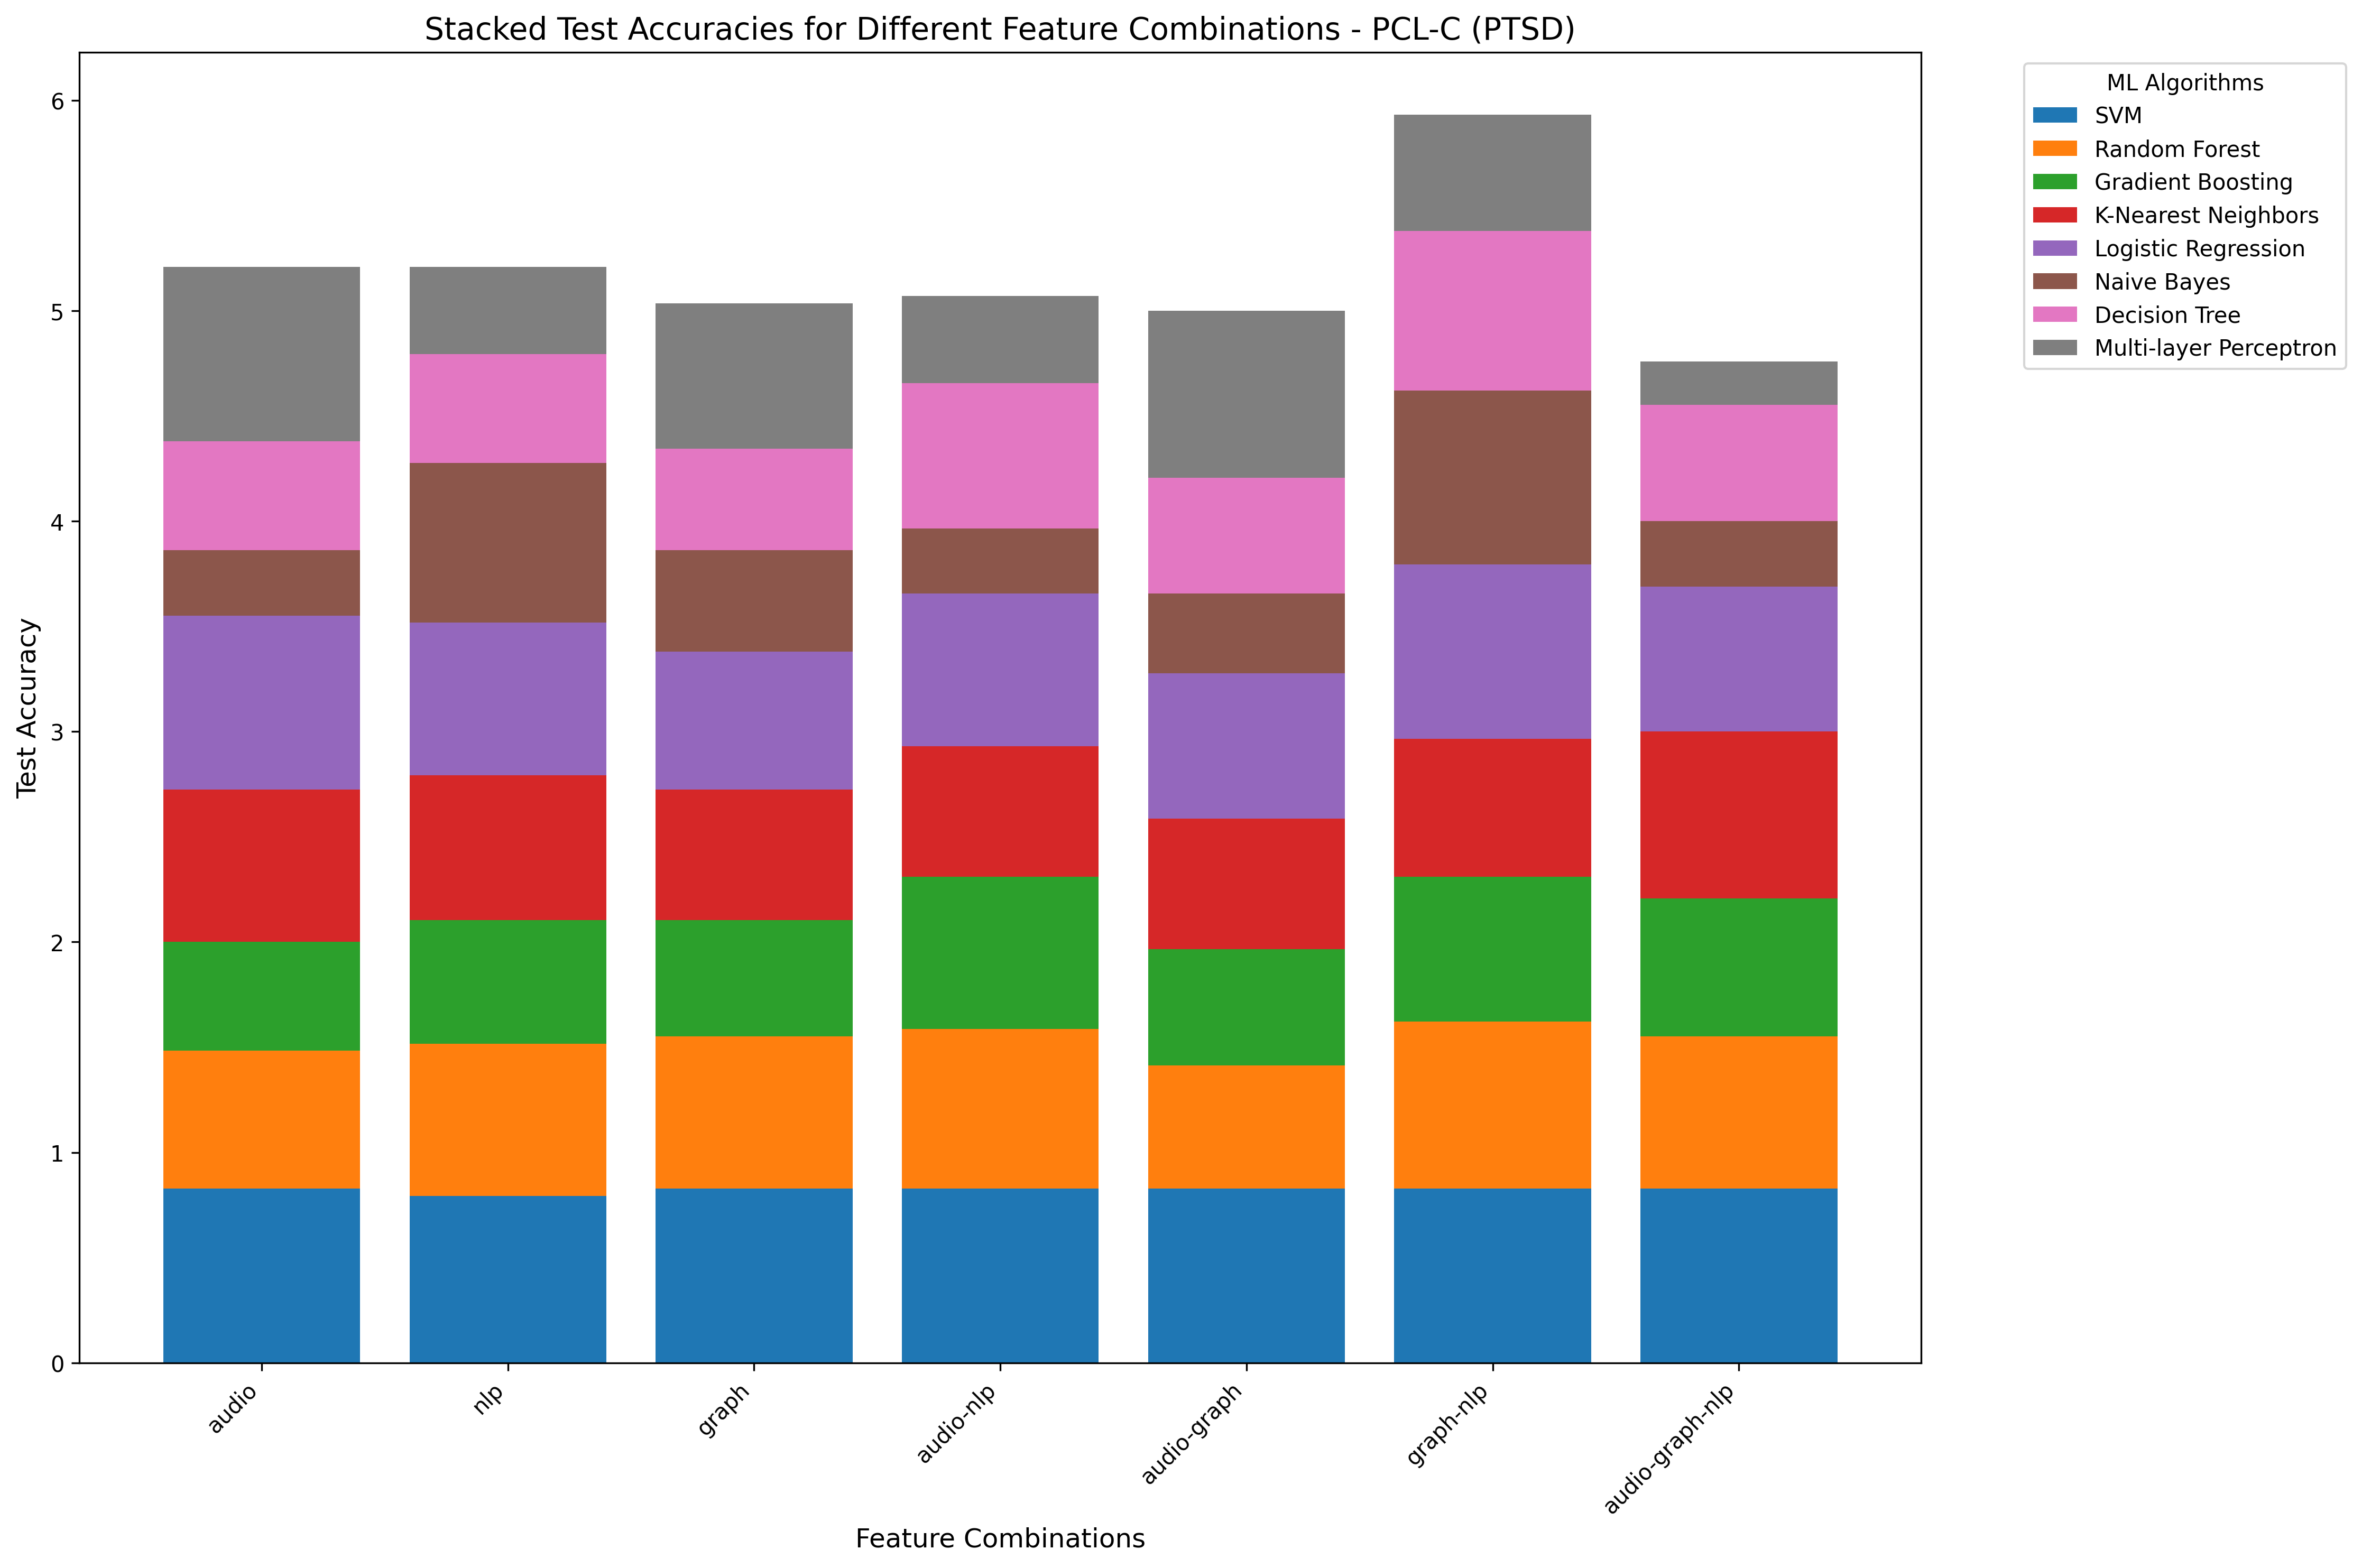 Stacked Test Accuracies for Different Feature Combinations - PCL-C (PTSD)
Test Accuracy
6
5
4
3
2
1
0
audio
nlp
graph
audio-nlp
audio-graph
graph-nlp
audio-graph-nlp
Feature Combinations
ML Algorithms
SVM
Random Forest
Gradient Boosting
K-Nearest Neighbors
Logistic Regression
Naive Bayes
Decision Tree
Multi-layer Perceptron